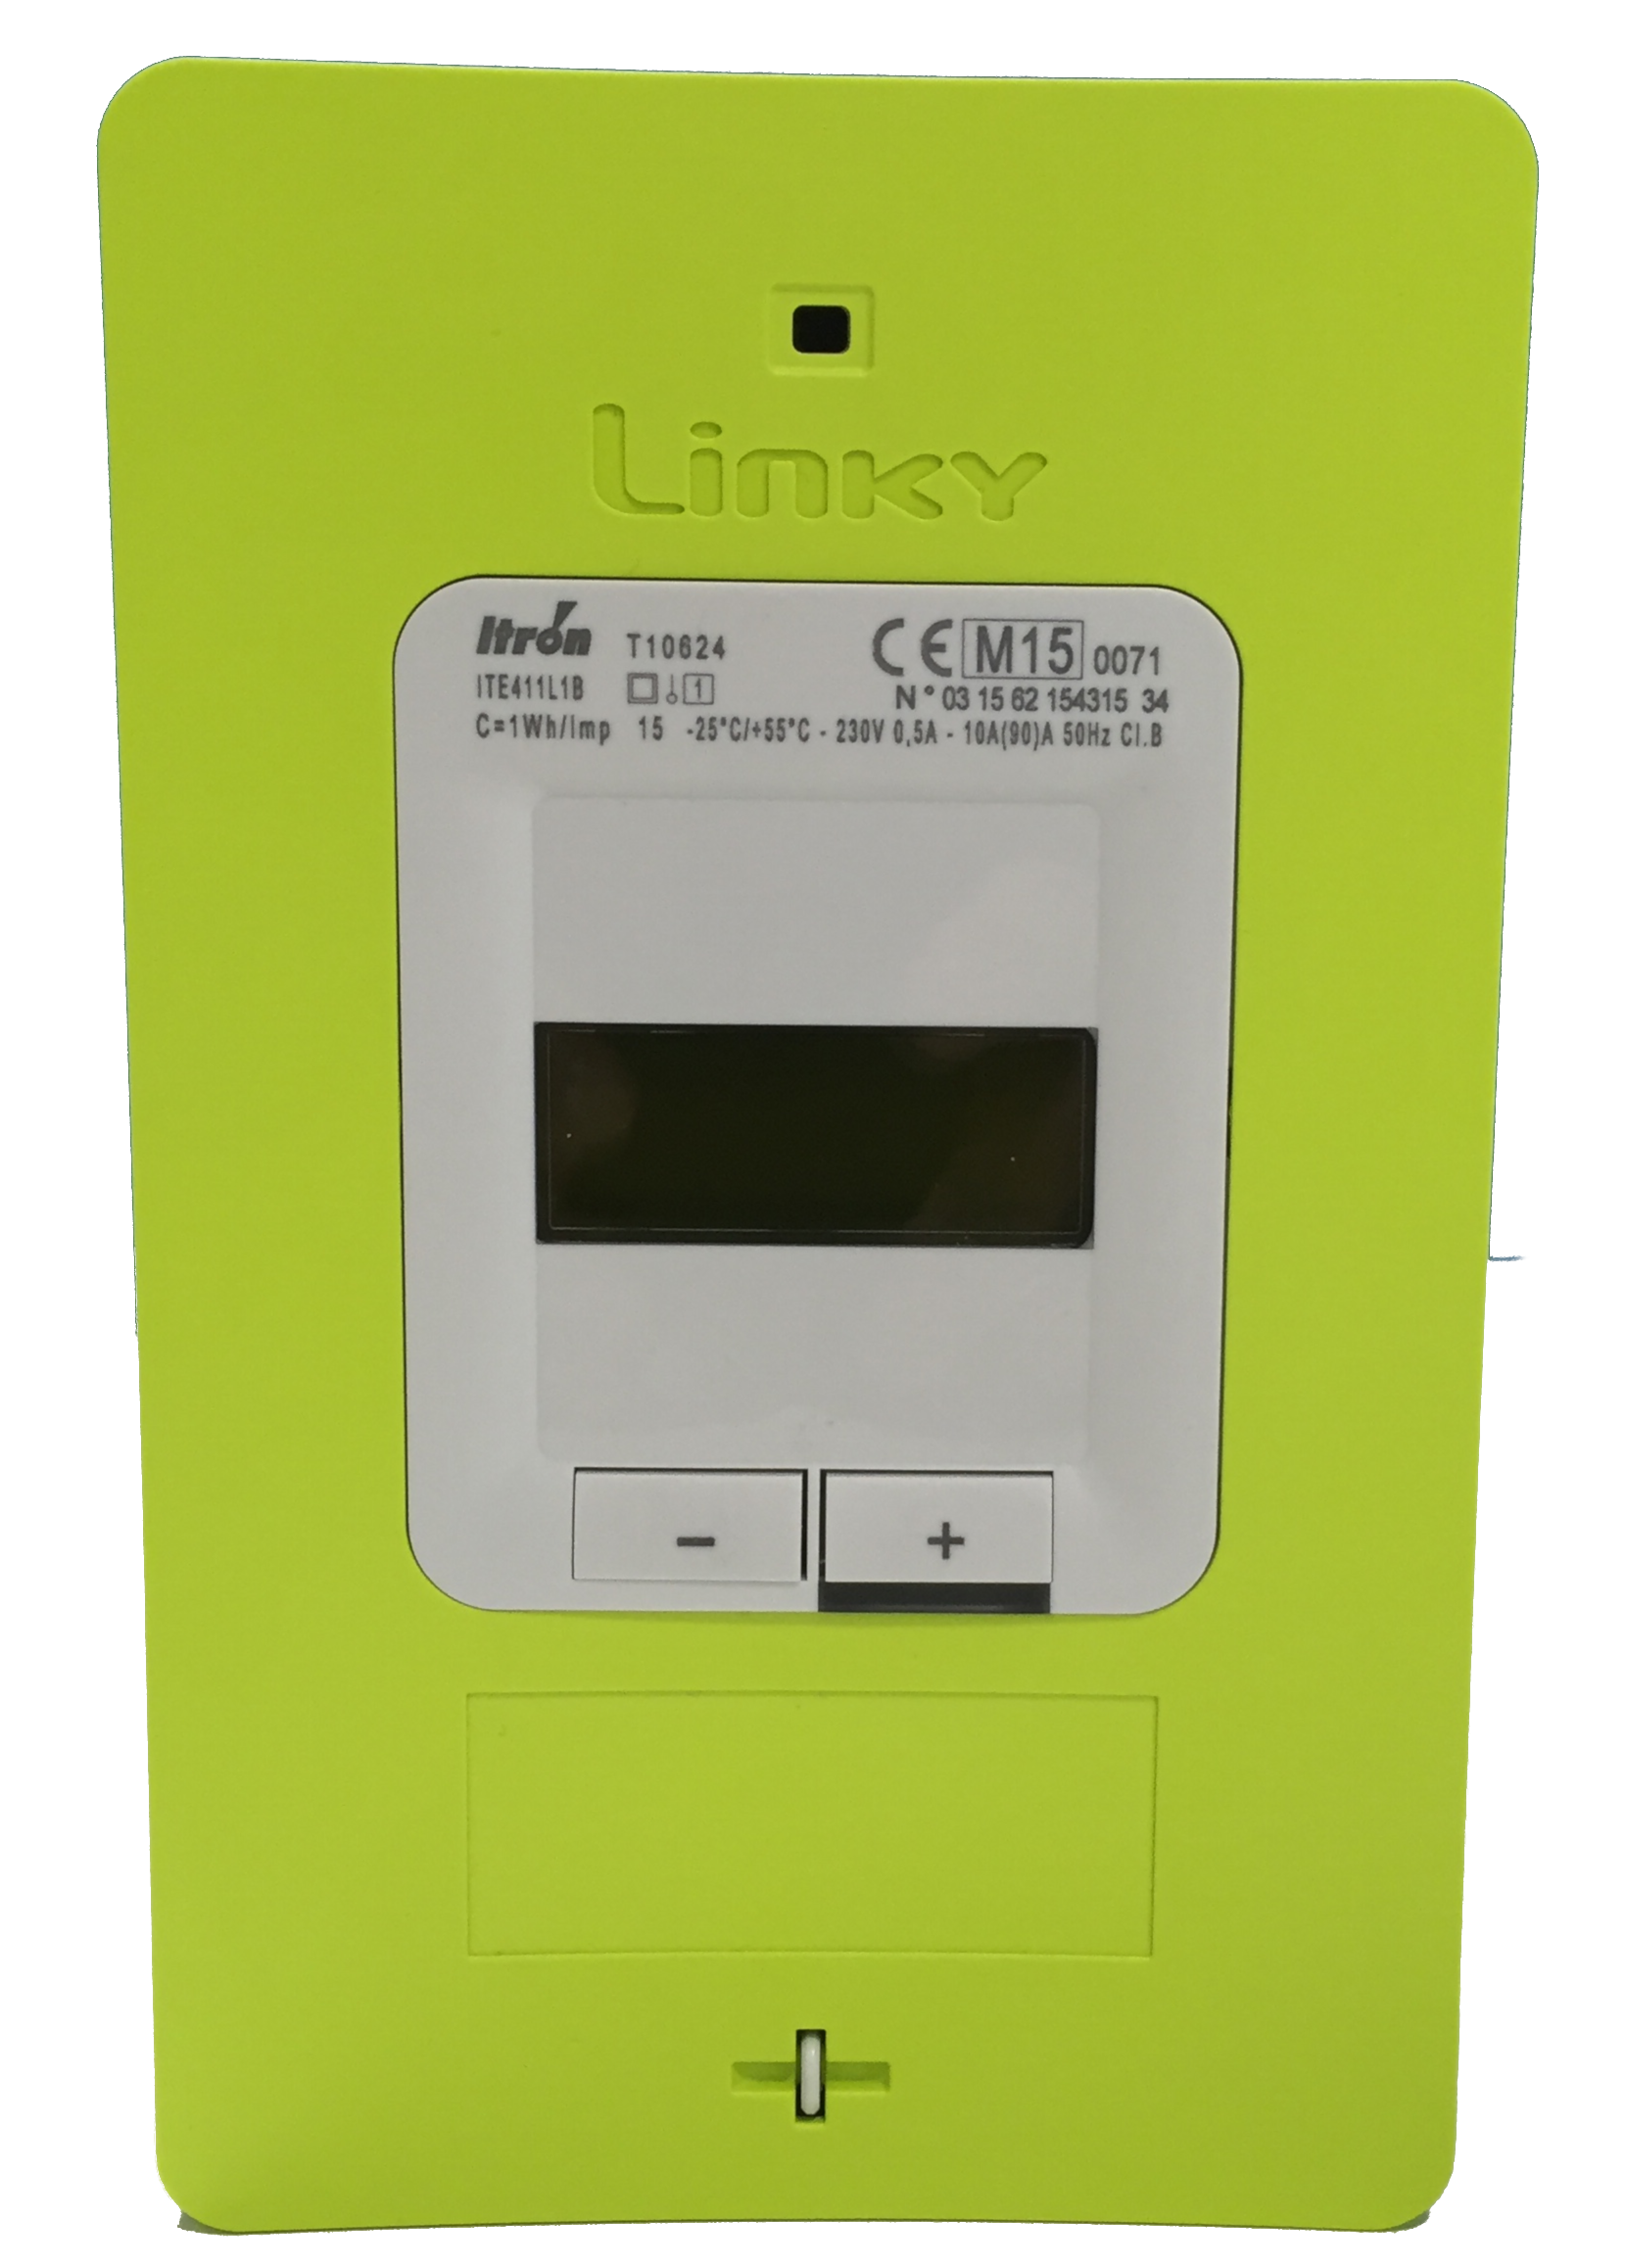 Linky
Itron T10624 CE M15 0071
ITE411L1B 1 N° 03 15 62 154315 34
C=1Wh/Imp 15 -25°C/+55°C - 230V 0,5A - 10A(90)A 50Hz Cl.B
- +